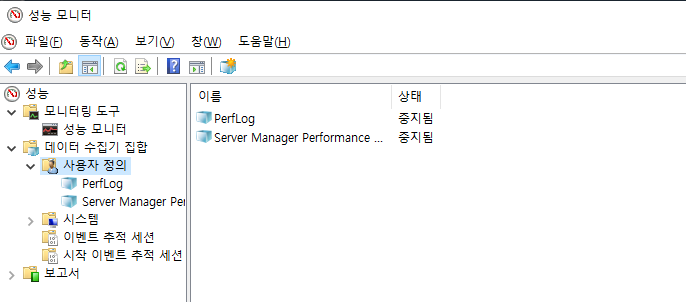 성능 모니터
파일(F) 동작(A) 보기(V) 창(W) 도움말(H)
성능
모니터링 도구
성능 모니터
데이터 수집기 집합
사용자 정의
PerfLog
Server Manager Per
시스템
이벤트 추적 세션
시작 이벤트 추적 세션
보고서
이름 상태
PerfLog 중지됨
Server Manager Performance ... 중지됨